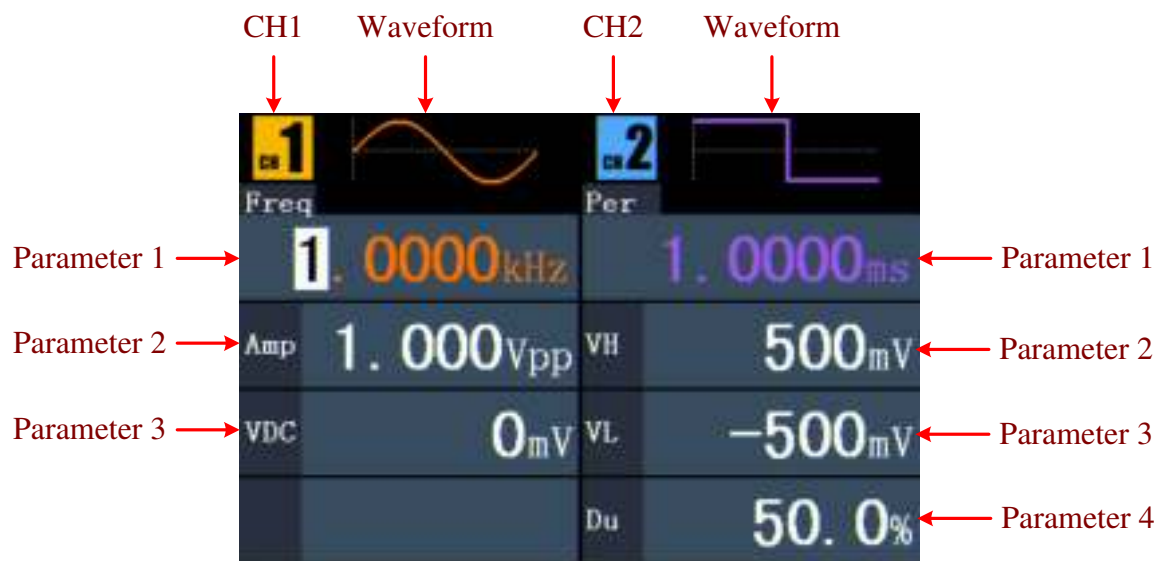 CH1 Waveform CH2 Waveform
CH 1 CH 2
Freq Per
Parameter 1 1.0000kHz 1.0000ms Parameter 1
Parameter 2 Amp 1.000Vpp VH 500mV Parameter 2
Parameter 3 VDC 0mV VL -500mV Parameter 3
Du 50.0% Parameter 4